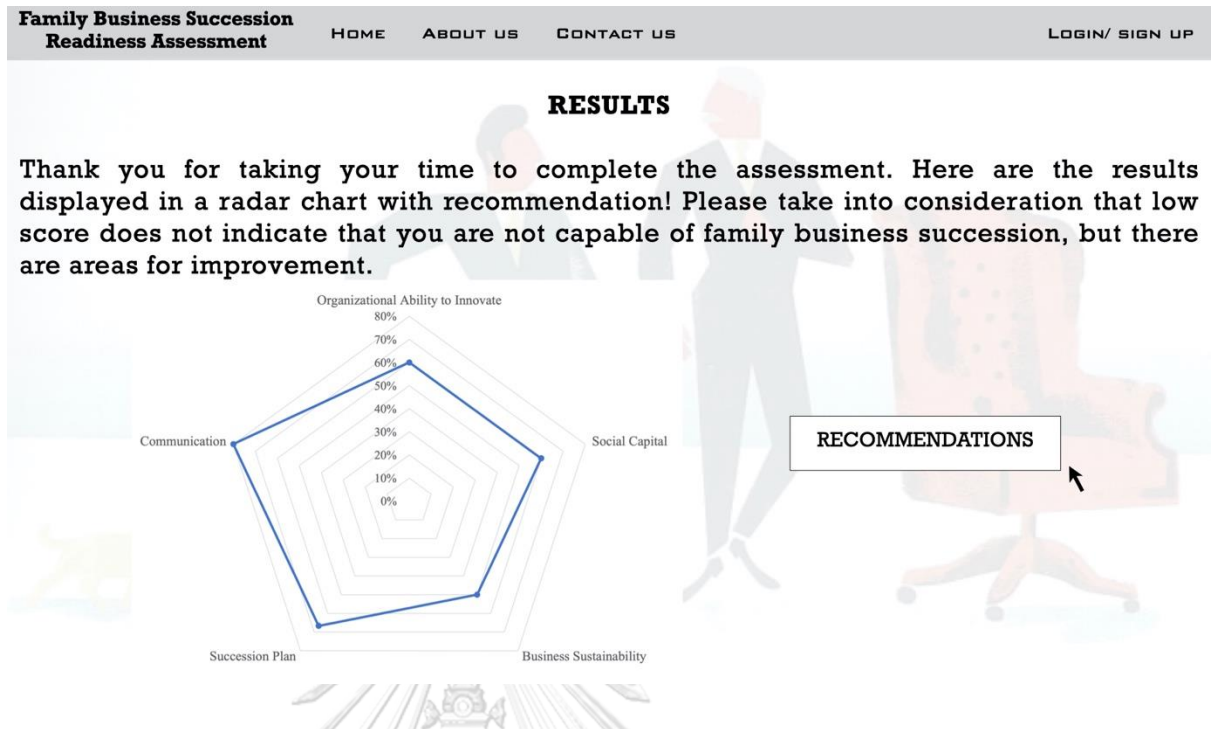 Family Business Succession
Readiness Assessment
HOME ABOUT US CONTACT US
LOGIN/ SIGN UP
RESULTS
Thank you for taking your time to complete the assessment. Here are the results
displayed in a radar chart with recommendation! Please take into consideration that low
score does not indicate that you are not capable of family business succession, but there
are areas for improvement.
Organizational Ability to Innovate
80%
70%
60%
50%
40%
30%
20%
10%
0%
Communication
Social Capital
Succession Plan
Business Sustainability
RECOMMENDATIONS